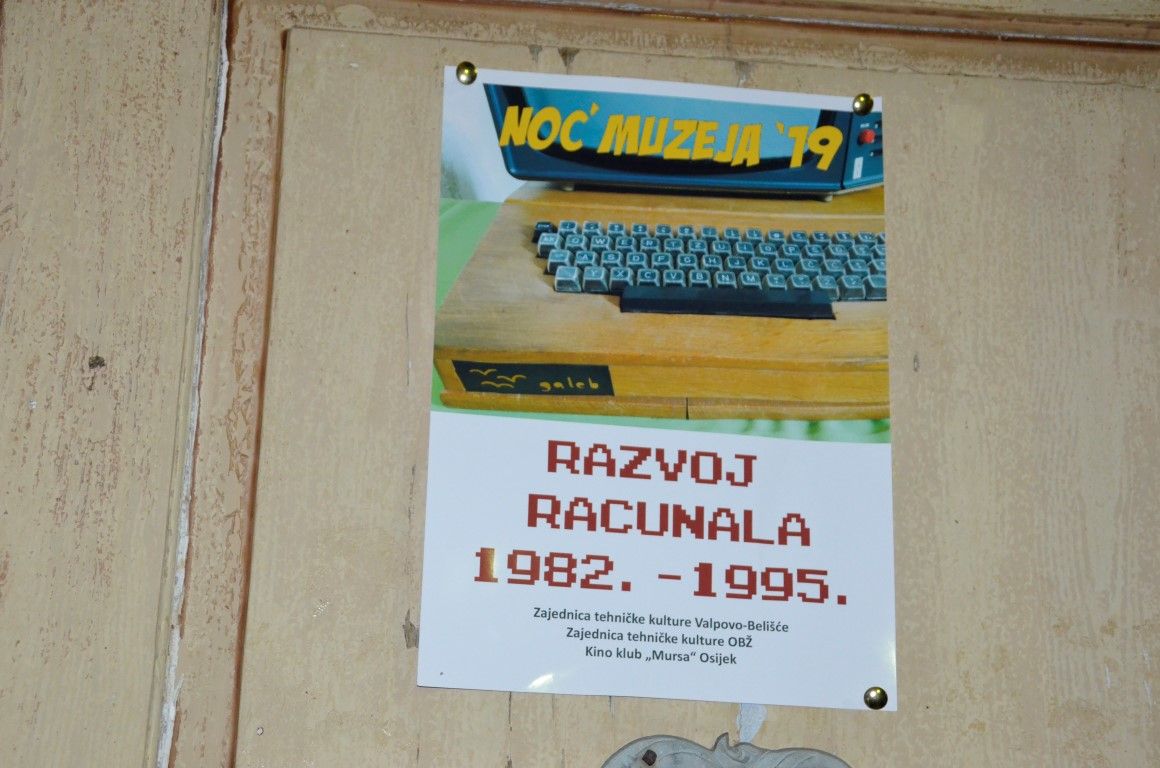 NOC´ MUZEJA '19
Q W E R T Z U I O P
A S D F G H J K L
Y X C V B N M
galeb
RAZVOJ
RACUNALA
1982. -1995.
Zajednica tehničke kulture Valpovo-Belišće
Zajednica tehničke kulture OBŽ
Kino klub „Mursa“ Osijek